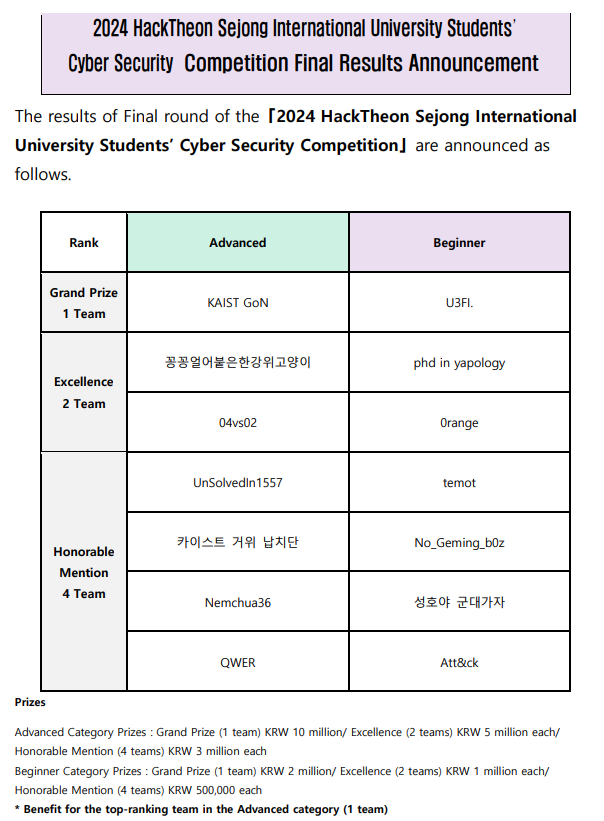 2024 HackTheon Sejong International University Students'
Cyber Security Competition Final Results Announcement
The results of Final round of the「2024 HackTheon Sejong International
University Students’ Cyber Security Competition」are announced as
follows.
Rank Advanced Beginner
Grand Prize
1 Team
KAIST GoN U3FI.
Excellence
2 Team
꽁꽁얼어붙은한강위고양이 phd in yapology
04vs02 0range
Honorable
Mention
4 Team
UnSolvedIn1557 temot
카이스트 거위 납치단 No_Geming_b0z
Nemchua36 성호야 군대가자
QWER Att&ck
Prizes
Advanced Category Prizes : Grand Prize (1 team) KRW 10 million/ Excellence (2 teams) KRW 5 million each/
Honorable Mention (4 teams) KRW 3 million each
Beginner Category Prizes : Grand Prize (1 team) KRW 2 million/ Excellence (2 teams) KRW 1 million each/
Honorable Mention (4 teams) KRW 500,000 each
* Benefit for the top-ranking team in the Advanced category (1 team)